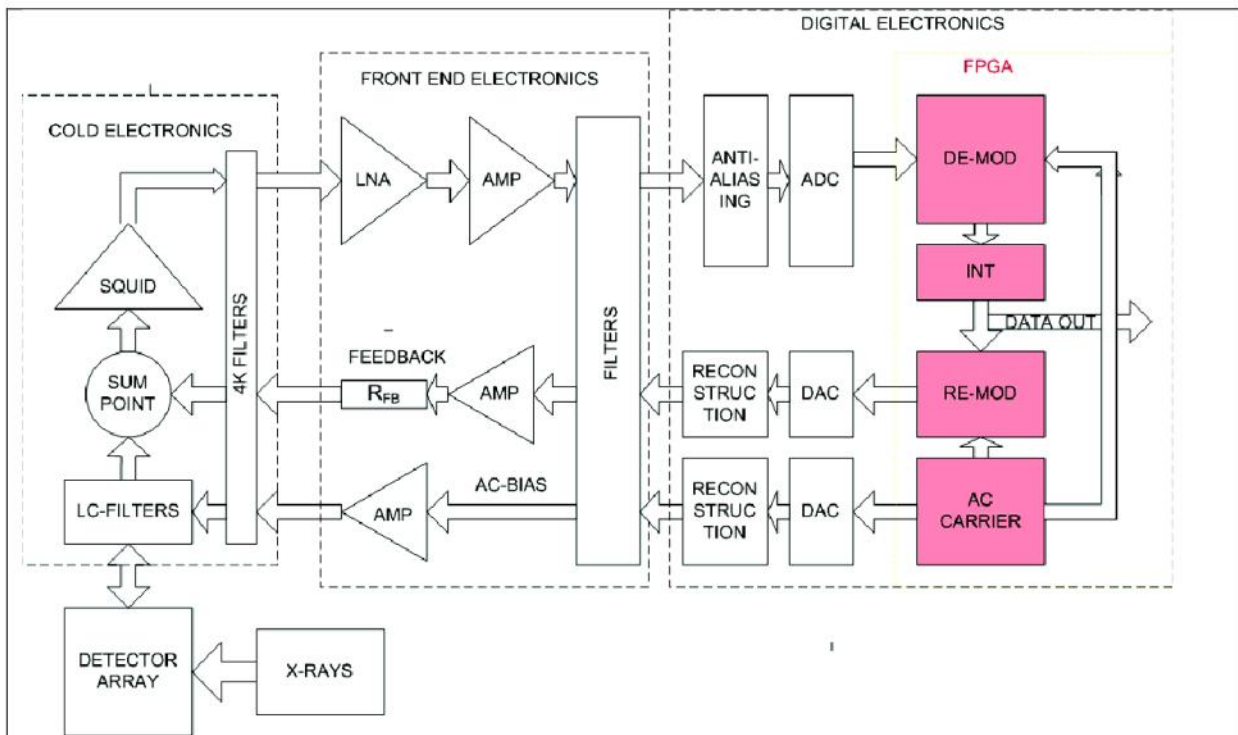 DIGITAL ELECTRONICS
FPGA
FRONT END ELECTRONICS
COLD ELECTRONICS
LNA
AMP
ANTI-
ALIAS
ING
ADC
DE-MOD
SQUID
4K FILTERS
FILTERS
INT
DATA OUT
FEEDBACK
SUM
POINT
RFB
AMP
RECON
STRUC
TION
DAC
RE-MOD
LC-FILTERS
AMP
AC-BIAS
RECON
STRUC
TION
DAC
AC
CARRIER
DETECTOR
ARRAY
X-RAYS